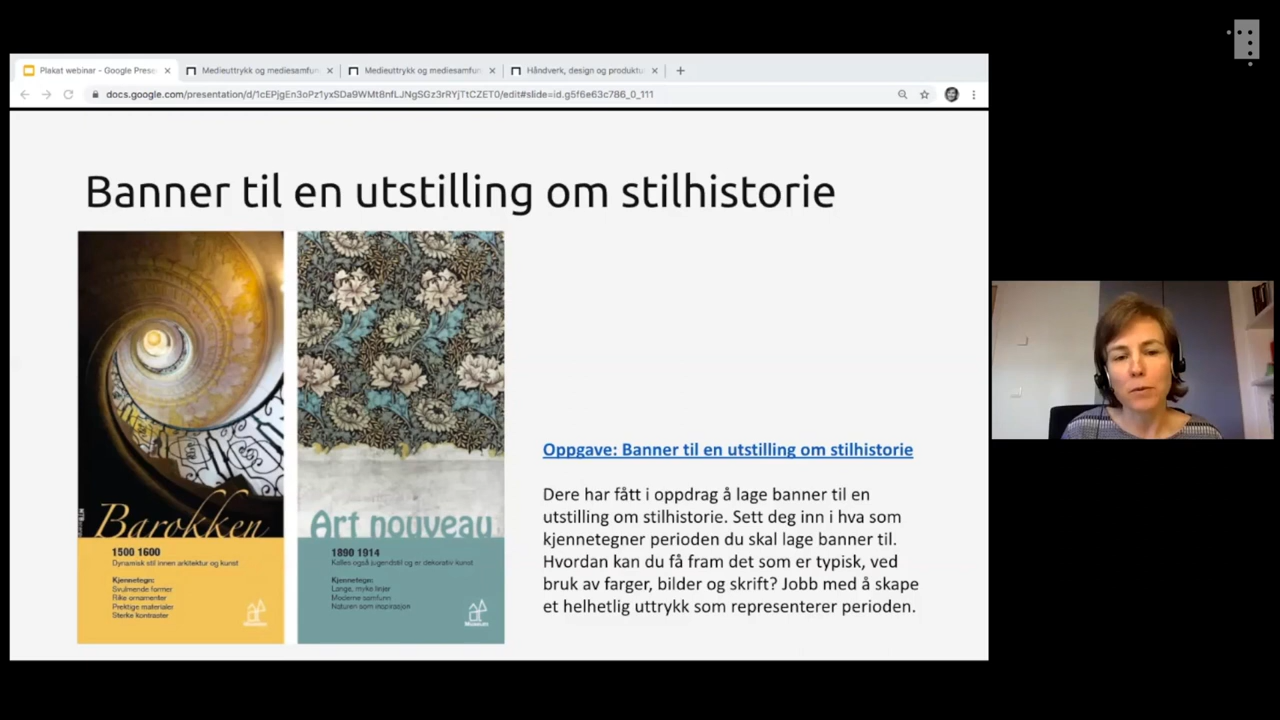 Plakat webinar - Google Prese
Medieuttrykk og mediesamfun
Medieuttrykk og mediesamfun
Håndverk, design og produktu
docs.google.com/presentation/d/1cEPjgEn3oPz1yxSDa9WMt8nfLJNgSGz3rRYjTtCZET0/edit#slide=id.g5f6e63c786_0_111
Banner til en utstilling om stilhistorie
Barokken
1500 1600
Dynamisk stil innen arkitektur og kunst
Kjennetegn:
Svulmende former
Rike ornamenter
Prektige materialer
Sterke kontraster
Art nouveau
1890 1914
Kalles også jugendstil og er dekorativ kunst
Kjennetegn:
Lange, myke linjer
Moderne samfunn
Naturen som inspirasjon
Oppgave: Banner til en utstilling om stilhistorie
Dere har fått i oppdrag å lage banner til en
utstilling om stilhistorie. Sett deg inn i hva som
kjennetegner perioden du skal lage banner til.
Hvordan kan du få fram det som er typisk, ved
bruk av farger, bilder og skrift? Jobb med å skape
et helhetlig uttrykk som representerer perioden.